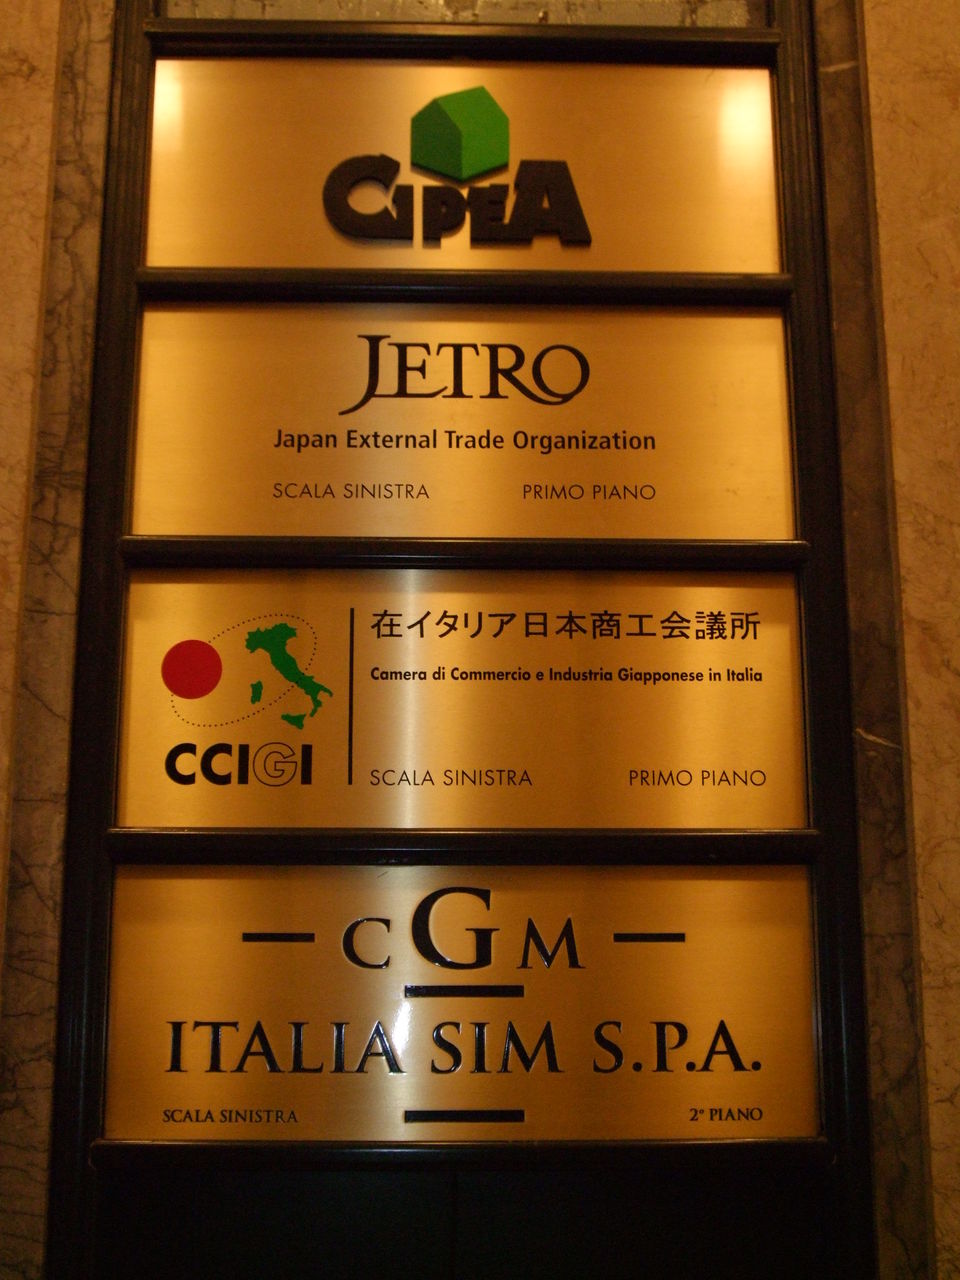 CIPEA
JETRO
Japan External Trade Organization
SCALA SINISTRA PRIMO PIANO
在イタリア日本商工会議所
Camera di Commercio e Industria Giapponese in Italia
CCIGI
SCALA SINISTRA PRIMO PIANO
CGM
ITALIA SIM S.P.A.
SCALA SINISTRA 2° PIANO